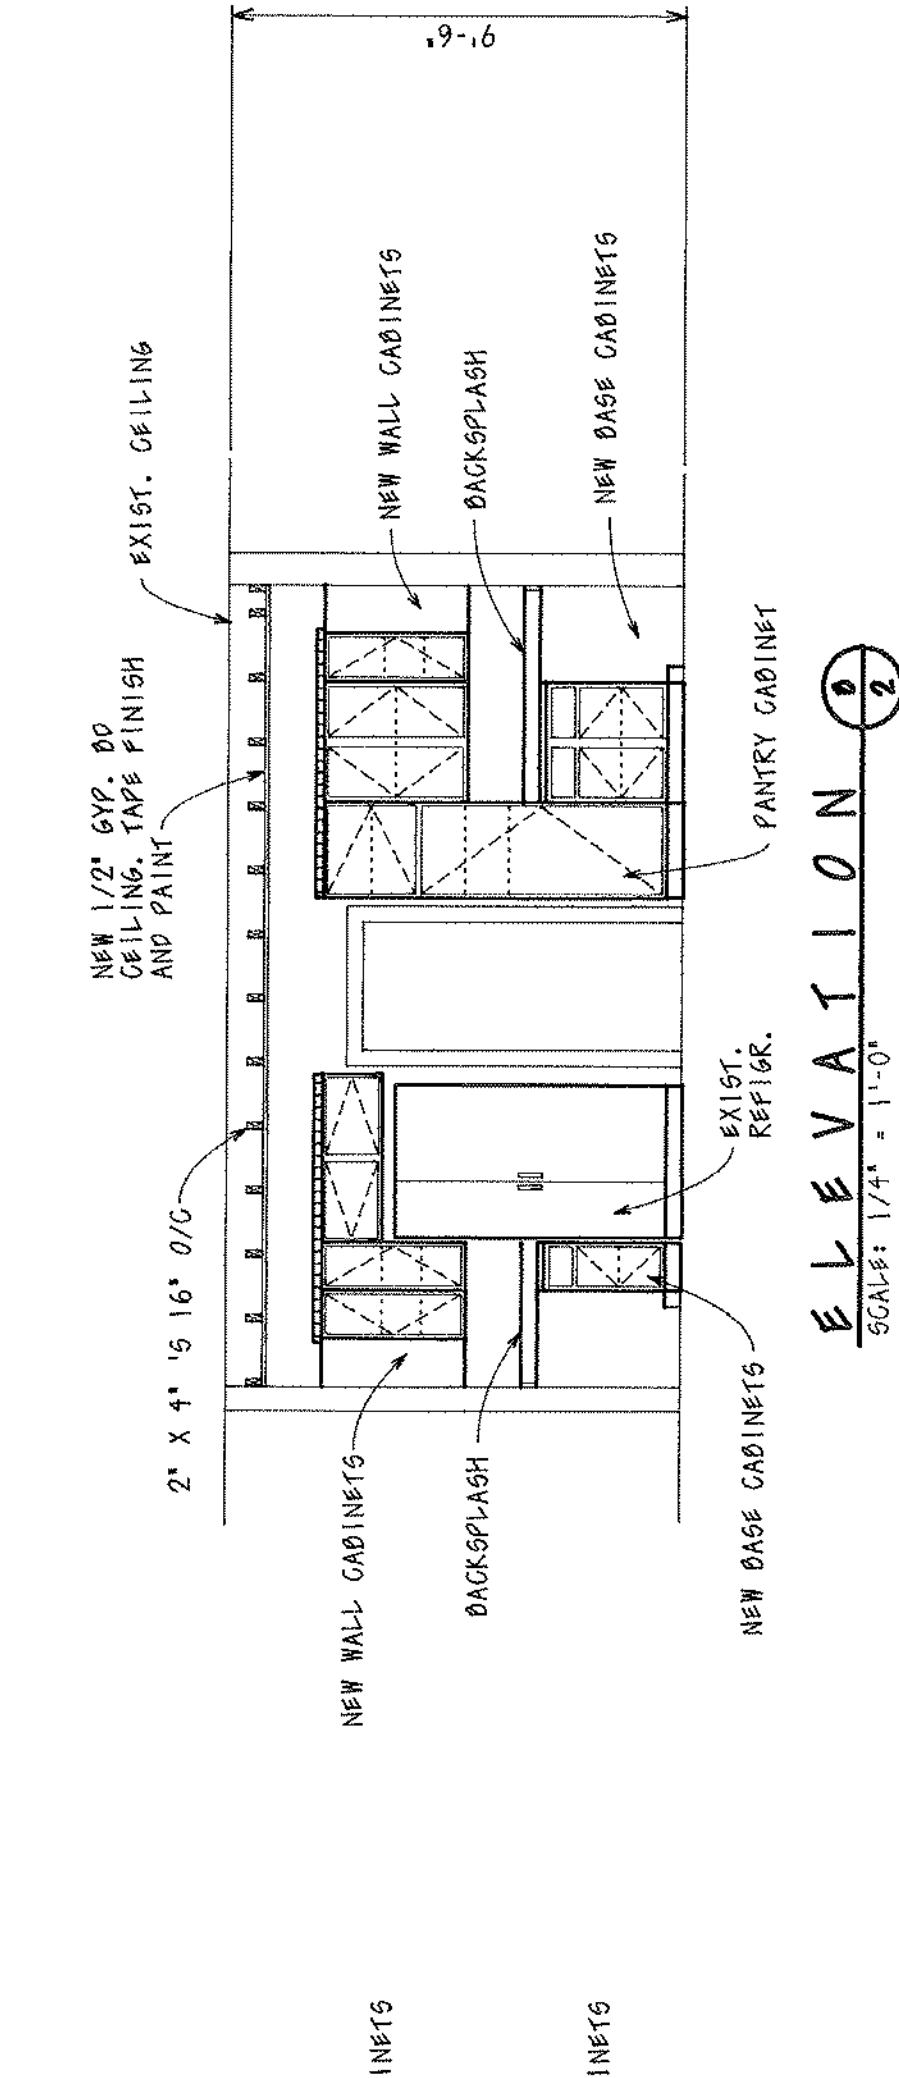 2" X 4" 'S 16" O/C
NEW 1/2" GYP. BD
CEILING. TAPE FINISH
AND PAINT
EXIST. CEILING
9'-6"
NEW WALL CABINETS
BACKSPLASH
NEW BASE CABINETS
EXIST.
REFIGR.
PANTRY CABINET
NEW WALL CABINETS
BACKSPLASH
NEW BASE CABINETS
INETS
INETS
ELEVATION
B
2
SCALE: 1/4" = 1'-0"